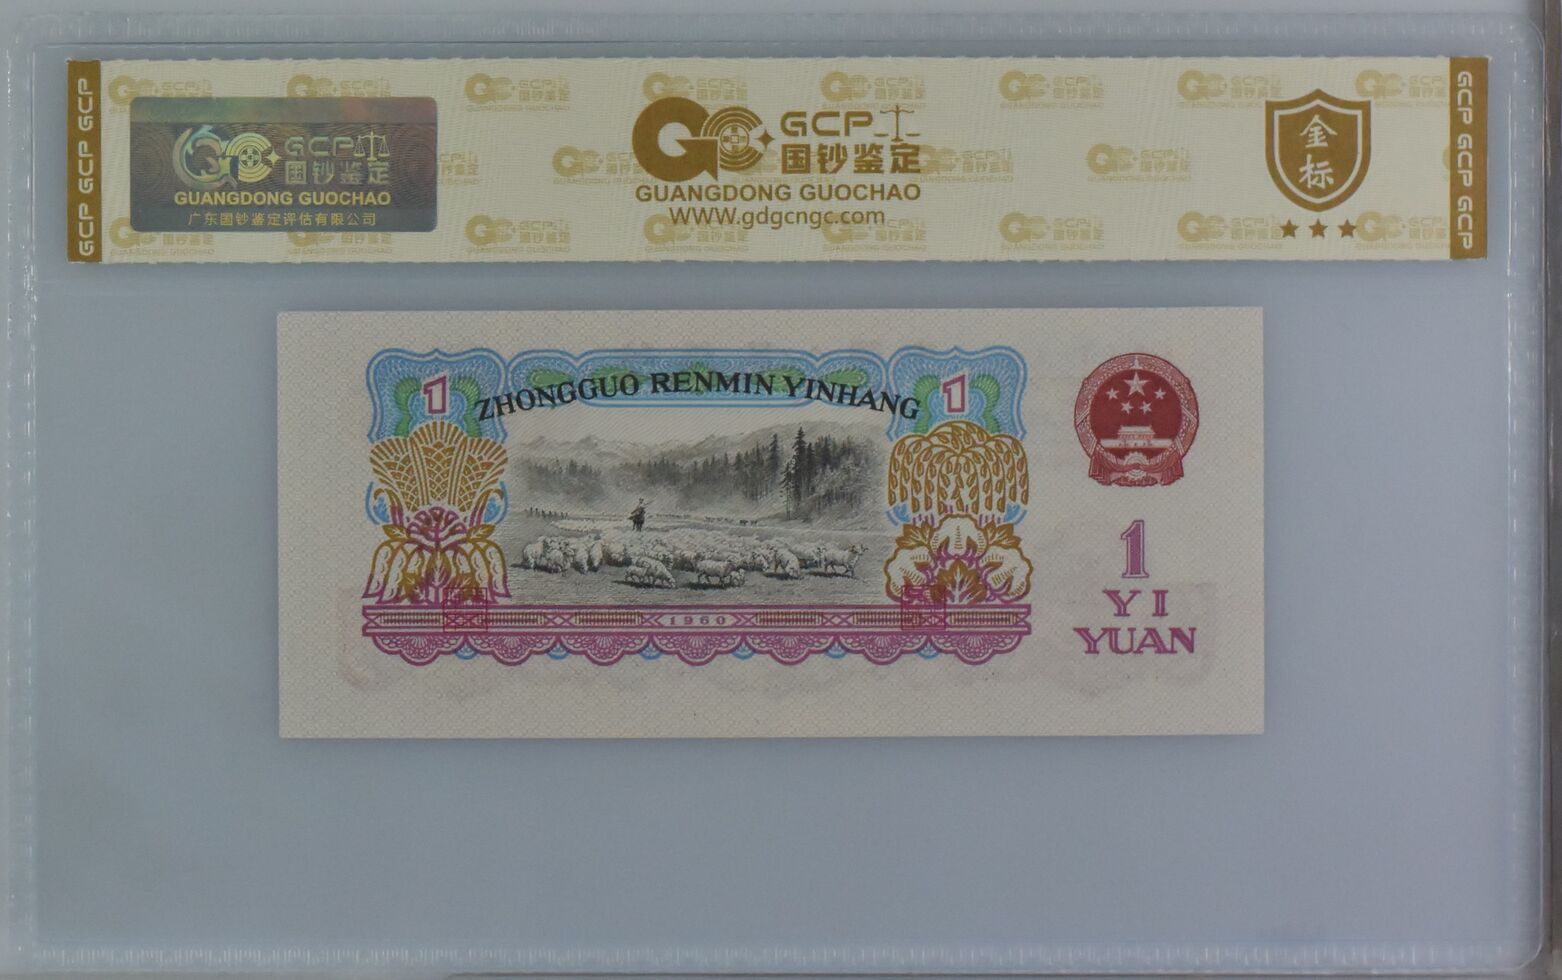 GCP GCP GCP
GCP
国钞鉴定
GUANGDONG GUOCHAO
广东国钞鉴定评估有限公司
GCP
国钞鉴定
GUANGDONG GUOCHAO
WWW.gdgcngc.com
金标
GCP GCP GCP
1
ZHONGGUO RENMIN YINHANG
1
1960
1
YI
YUAN